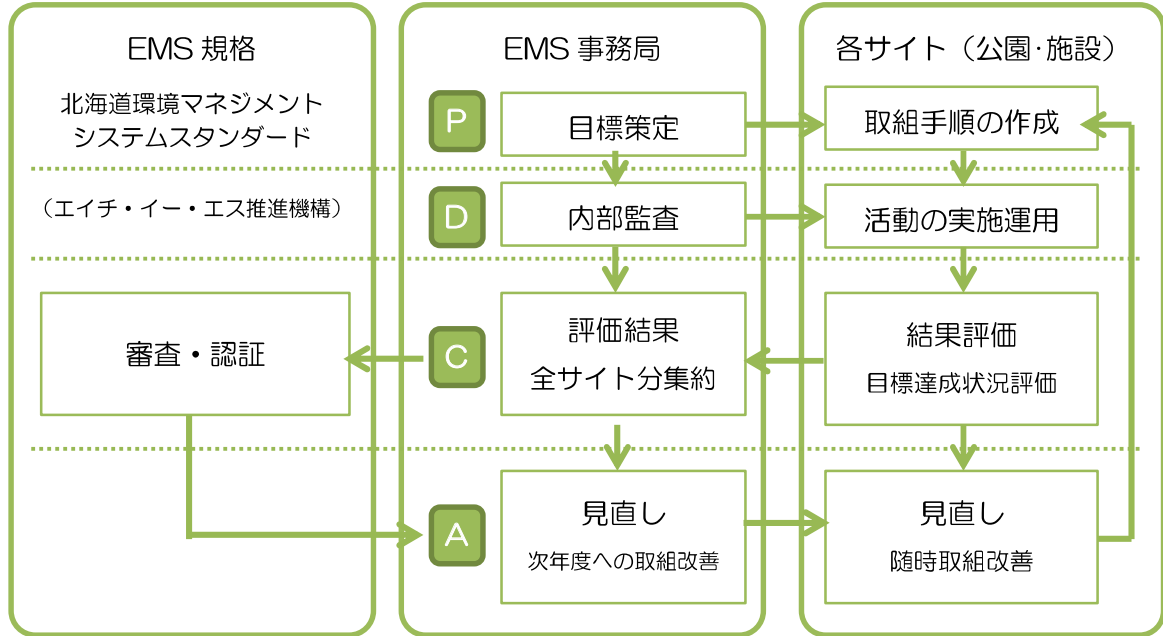 EMS 規格
北海道環境マネジメント
システムスタンダード
（エイチ・イー・エス推進機構）
審査・認証
EMS 事務局
P
目標策定
D
内部監査
C
評価結果
全サイト分集約
A
見直し
次年度への取組改善
各サイト（公園･施設）
取組手順の作成
活動の実施運用
結果評価
目標達成状況評価
見直し
随時取組改善